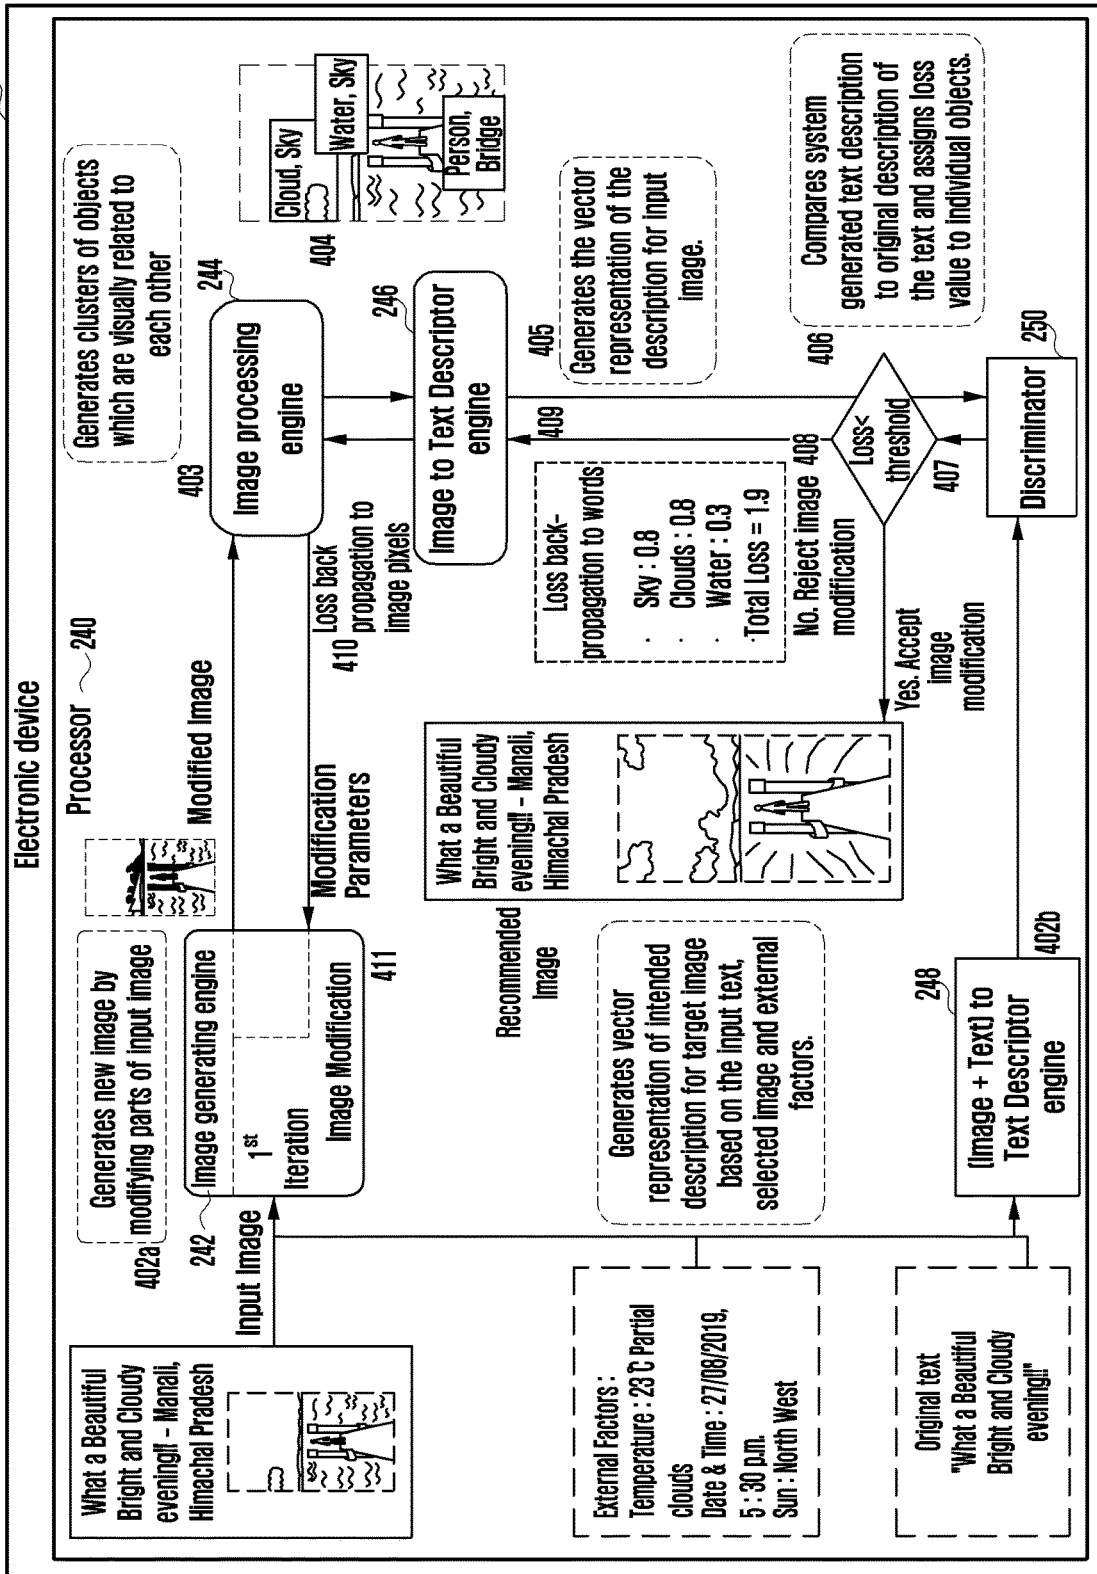 Electronic device
Processor
240
What a Beautiful
Bright and Cloudy
evening!! - Manali,
Himachal Pradesh
Input Image
402a
Generates new image by
modifying parts of input image
242
Image generating engine
1st
Iteration
Image Modification
411
Modified Image
Modification
Parameters
403
Image processing
engine
244
Generates clusters of objects
which are visually related to
each other
404
Cloud, Sky
Water, Sky
Person,
Bridge
Loss back
propagation to
image pixels
410
Image to Text Descriptor
engine
246
405
Generates the vector
representation of the
description for input
image.
409
Loss back-
propagation to words
Sky : 0.8
Clouds : 0.8
Water : 0.3
Total Loss = 1.9
No. Reject image
modification
408
Loss<
threshold
407
406
Compares system
generated text description
to original description of
the text and assigns loss
value to individual objects.
Yes. Accept
image
modification
Discriminator
250
Recommended
Image
What a Beautiful
Bright and Cloudy
evening!! - Manali,
Himachal Pradesh
External Factors :
Temperature : 23 C Partial
clouds
Date & Time : 27/08/2019,
5 : 30 p.m.
Sun : North West
Generates vector
representation of intended
description for target image
based on the input text,
selected image and external
factors.
Original text
"What a Beautiful
Bright and Cloudy
evening!!"
248
(Image + Text) to
Text Descriptor
engine
402b